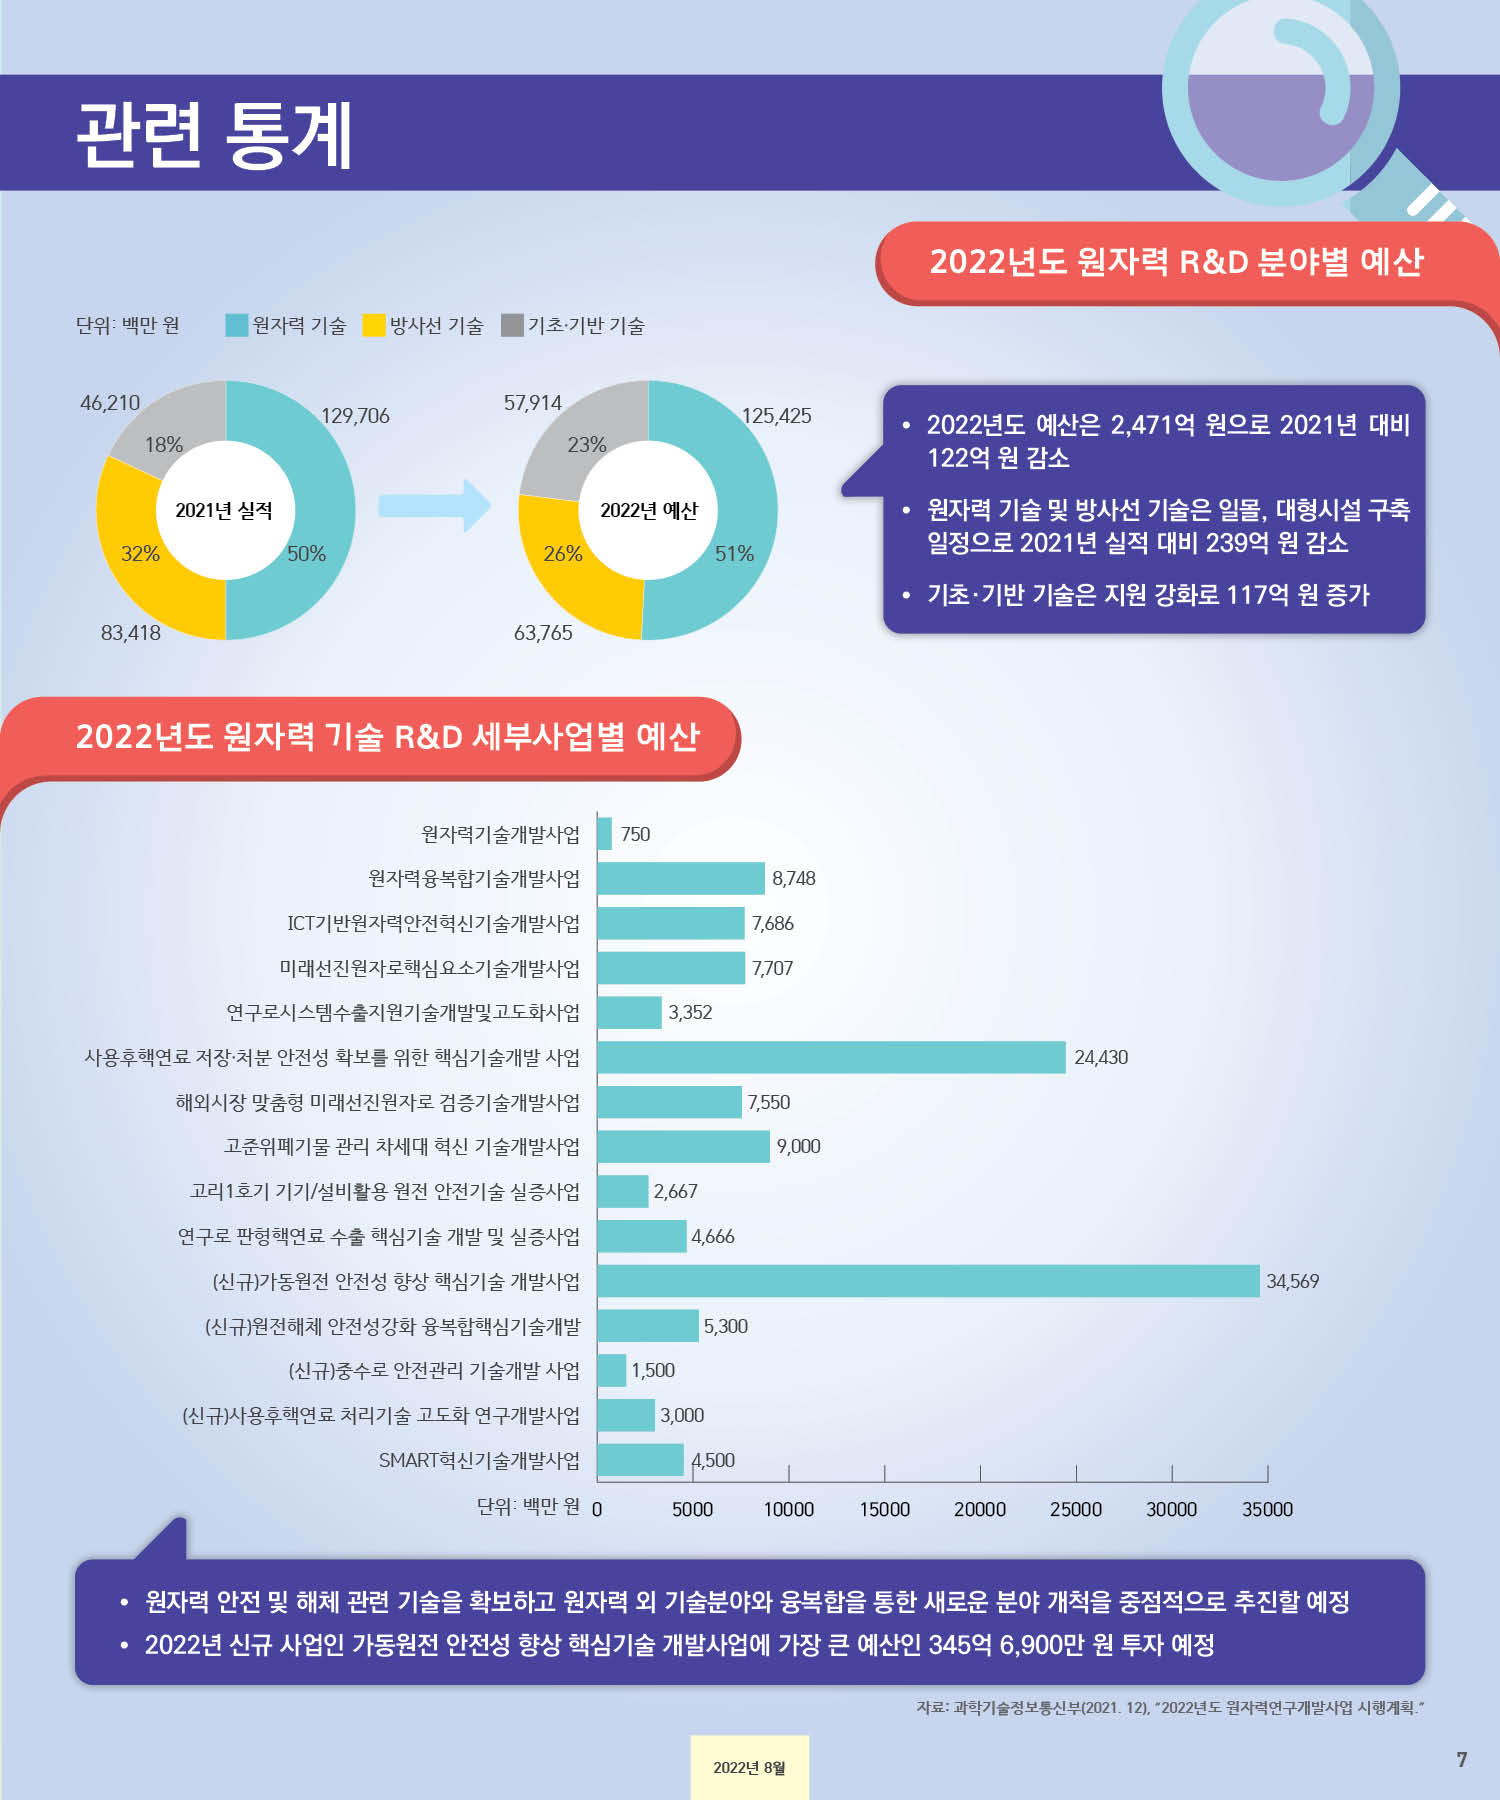 관련 통계
2022년도 원자력 R&D 분야별 예산
단위: 백만 원 원자력 기술 방사선 기술 기초·기반 기술
46,210
18%
129,706
2021년 실적
32%
50%
83,418
57,914
23%
125,425
2022년 예산
26%
51%
63,765
• 2022년도 예산은 2,471억 원으로 2021년 대비
122억 원 감소
• 원자력 기술 및 방사선 기술은 일몰, 대형시설 구축
일정으로 2021년 실적 대비 239억 원 감소
• 기초·기반 기술은 지원 강화로 117억 원 증가
2022년도 원자력 기술 R&D 세부사업별 예산
원자력기술개발사업 750
원자력융복합기술개발사업 8,748
ICT기반원자력안전혁신기술개발사업 7,686
미래선진원자로핵심요소기술개발사업 7,707
연구로시스템수출지원기술개발및고도화사업 3,352
사용후핵연료 저장·처분 안전성 확보를 위한 핵심기술개발 사업 24,430
해외시장 맞춤형 미래선진원자로 검증기술개발사업 7,550
고준위폐기물 관리 차세대 혁신 기술개발사업 9,000
고리1호기 기기/설비활용 원전 안전기술 실증사업 2,667
연구로 판형핵연료 수출 핵심기술 개발 및 실증사업 4,666
(신규)가동원전 안전성 향상 핵심기술 개발사업 34,569
(신규)원전해체 안전성강화 융복합핵심기술개발 5,300
(신규)중수로 안전관리 기술개발 사업 1,500
(신규)사용후핵연료 처리기술 고도화 연구개발사업 3,000
SMART혁신기술개발사업 4,500
단위: 백만 원 0 5000 10000 15000 20000 25000 30000 35000
• 원자력 안전 및 해체 관련 기술을 확보하고 원자력 외 기술분야와 융복합을 통한 새로운 분야 개척을 중점적으로 추진할 예정
• 2022년 신규 사업인 가동원전 안전성 향상 핵심기술 개발사업에 가장 큰 예산인 345억 6,900만 원 투자 예정
자료: 과학기술정보통신부(2021. 12), "2022년도 원자력연구개발사업 시행계획."
2022년 8월
7